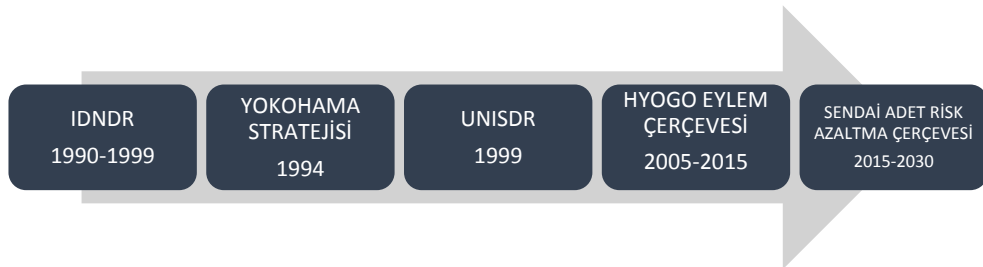 IDNDR
1990-1999
YOKOHAMA
STRATEJİSİ
1994
UNISDR
1999
HYOGO EYLEM
ÇERÇEVESİ
2005-2015
SENDAİ ADET RİSK
AZALTMA ÇERÇEVESİ
2015-2030